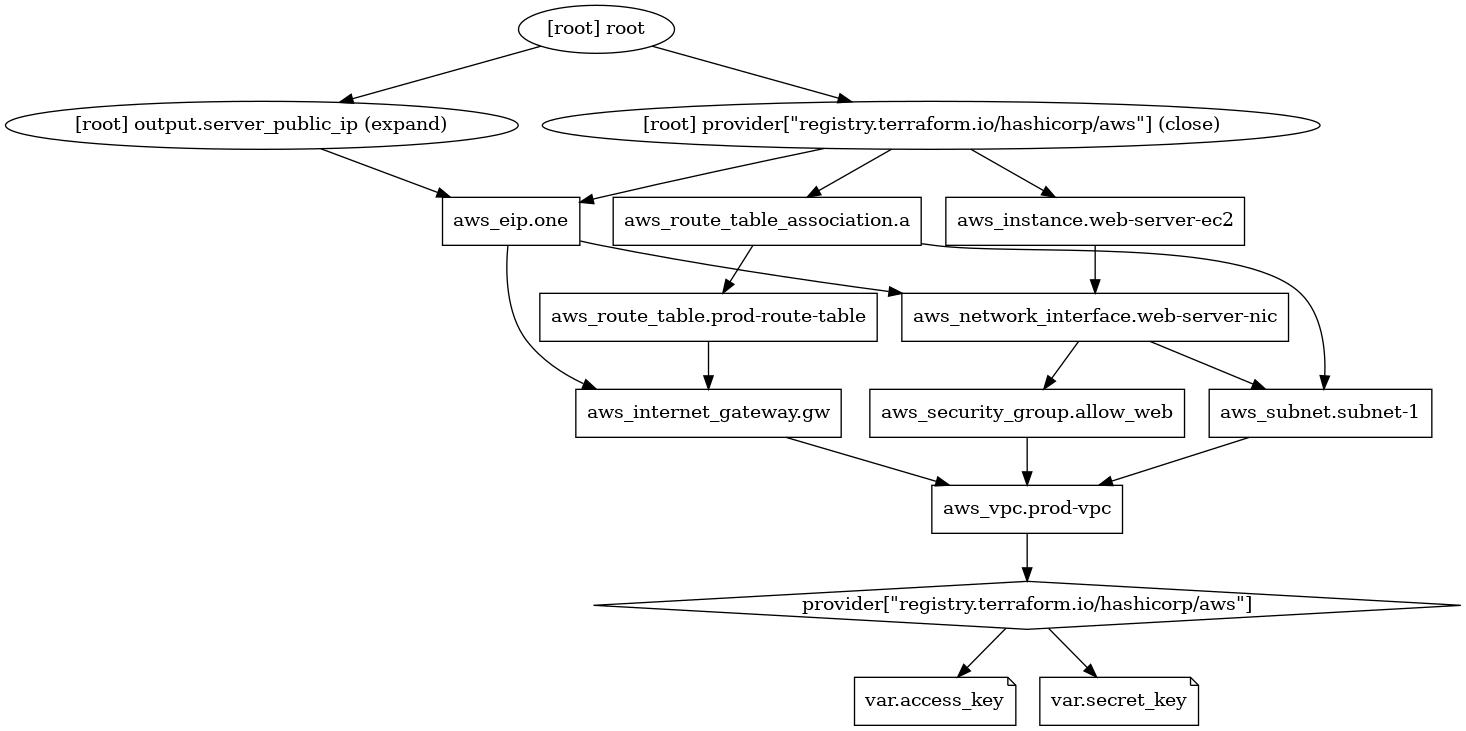 [root] root
[root] output.server_public_ip (expand)
[root] provider["registry.terraform.io/hashicorp/aws"] (close)
aws_eip.one
aws_route_table_association.a
aws_instance.web-server-ec2
aws_route_table.prod-route-table
aws_network_interface.web-server-nic
aws_internet_gateway.gw
aws_security_group.allow_web
aws_subnet.subnet-1
aws_vpc.prod-vpc
provider[\"registry.terraform.io/hashicorp/aws\"]
var.access_key
var.secret_key